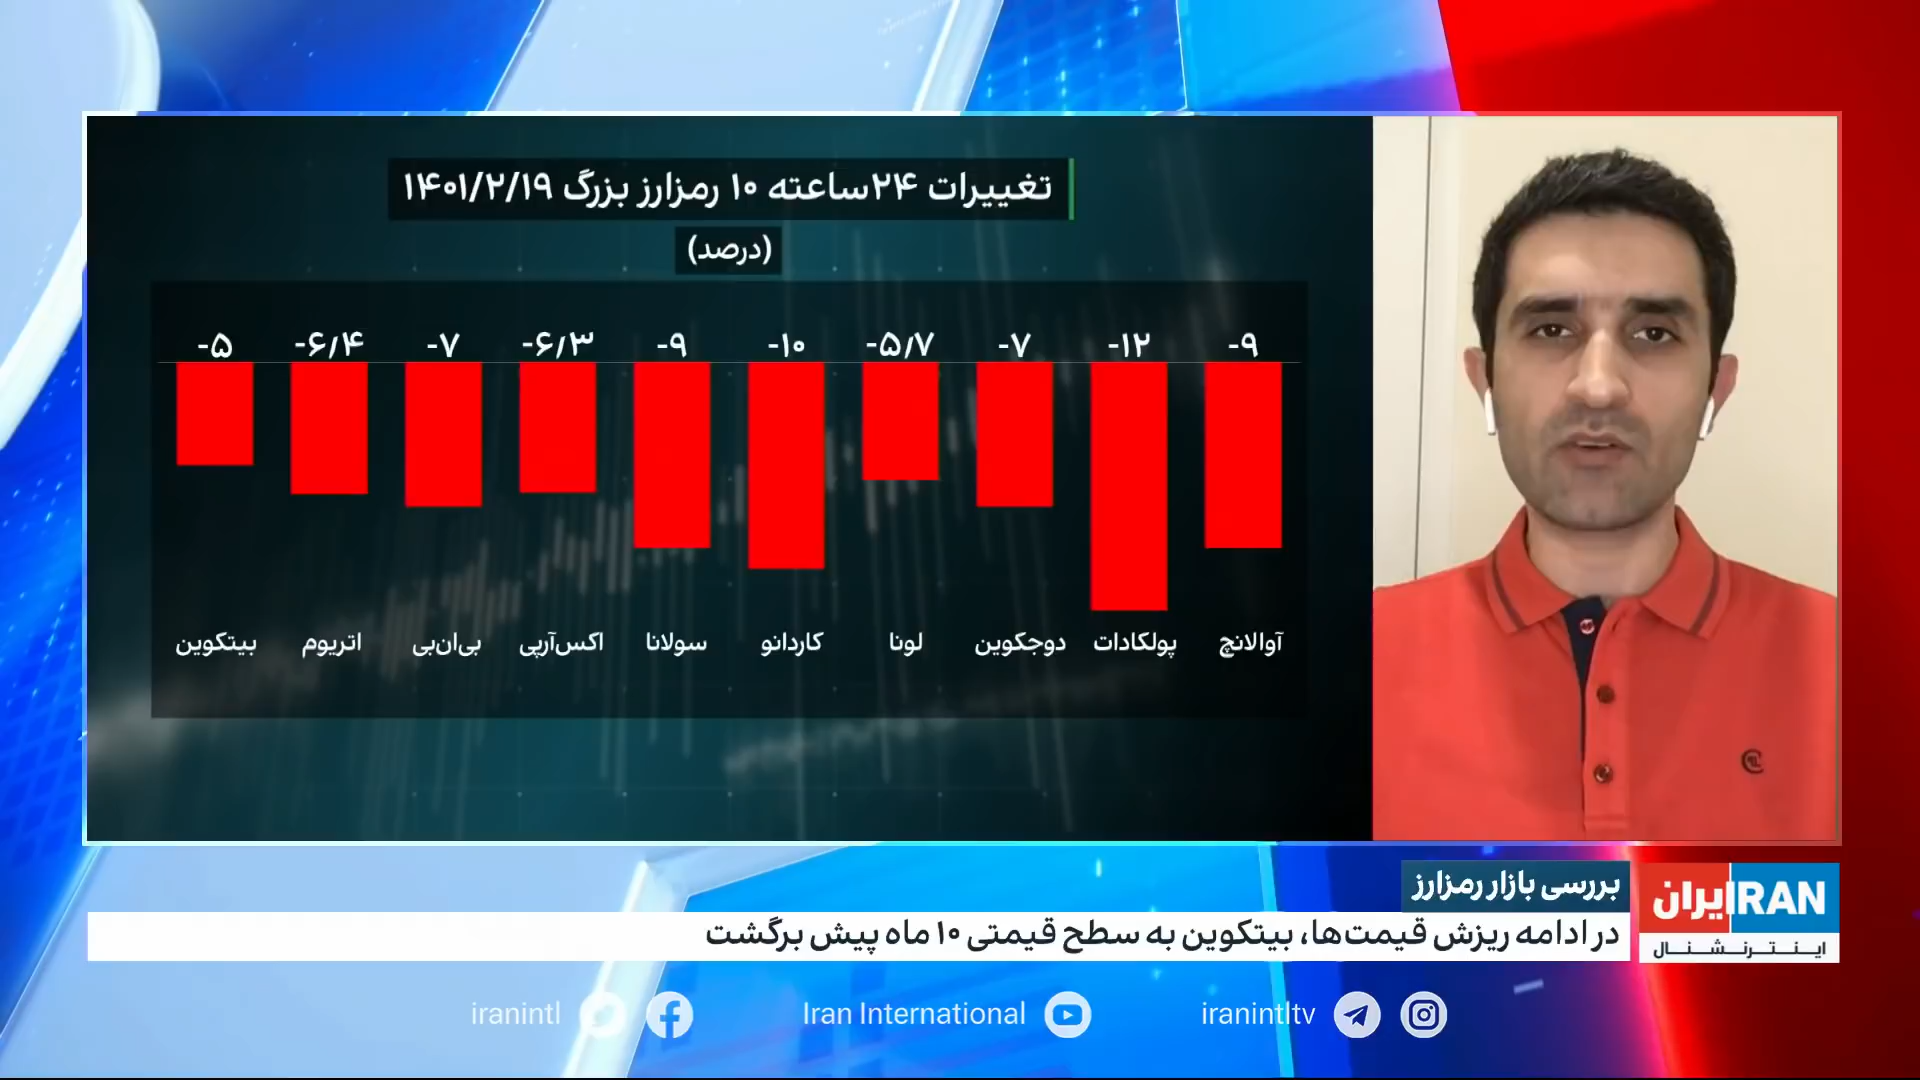 تغییرات ۲۴ساعته ۱۰ رمزارز بزرگ ۱۴۰۱/۲/۱۹
(درصد)
-۵ -۶/۴ -۷ -۶/۳ -۹ -۱۰ -۵/۷ -۷ -۱۲ -۹
بیتکوین اتریوم بی‌ان‌بی اکس‌آرپی سولانا کاردانو لونا دوجکوین پولکادات آوالانچ
بررسی بازار رمزارز
در ادامه ریزش قیمت‌ها، بیتکوین به سطح قیمتی ۱۰ ماه پیش برگشت
ایران IRAN
اینترنشنال
iranintl Iran International iranintltv